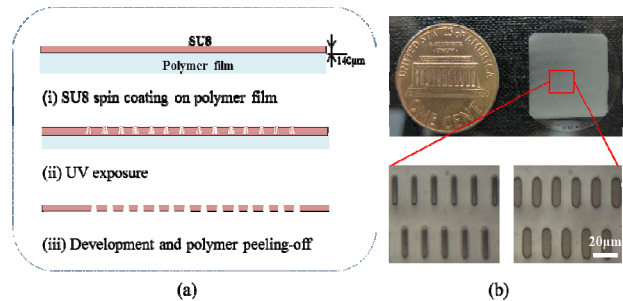 SU8
140μm
Polymer film
(i) SU8 spin coating on polymer film
(ii) UV exposure
(iii) Development and polymer peeling-off
(a)
UNITED STATES OF AMERICA
ONE CENT
20μm
(b)